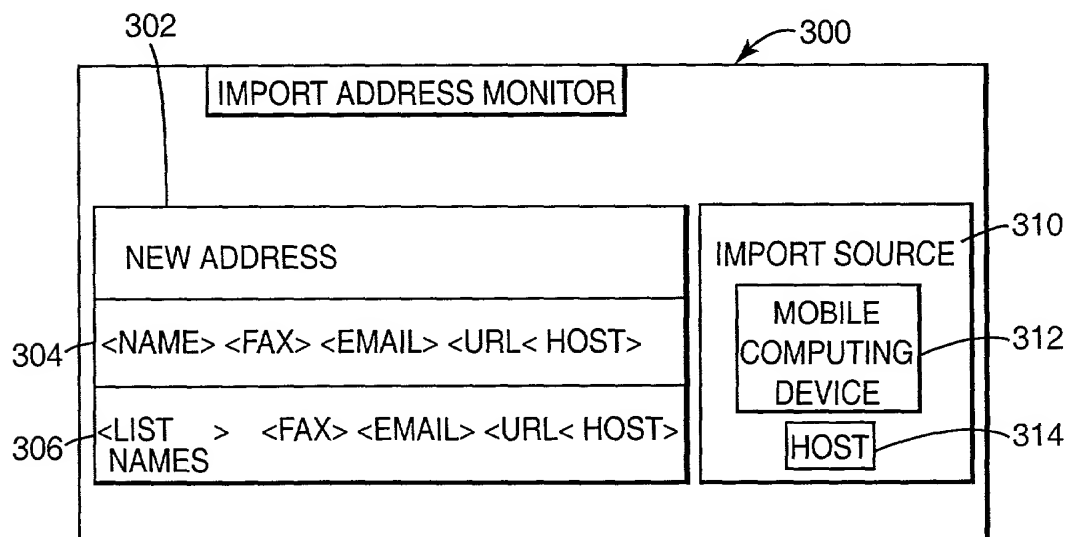 302
300
IMPORT ADDRESS MONITOR
NEW ADDRESS
304
<NAME> <FAX> <EMAIL> <URL< HOST>
306
<LIST > <FAX> <EMAIL> <URL< HOST>
NAMES
IMPORT SOURCE
310
MOBILE
COMPUTING
DEVICE
312
HOST
314